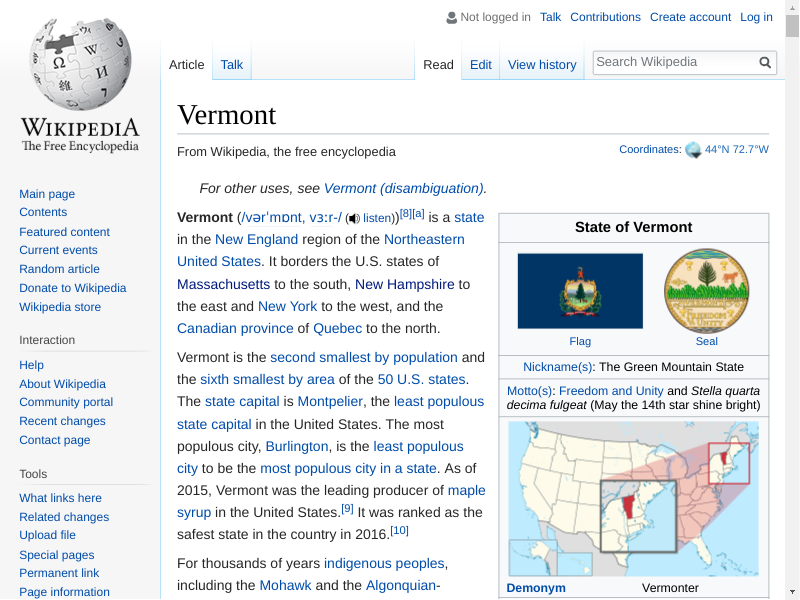 Not logged in Talk Contributions Create account Log in
Article Talk Read Edit View history Search Wikipedia
WIKIPEDIA
The Free Encyclopedia
Main page
Contents
Featured content
Current events
Random article
Donate to Wikipedia
Wikipedia store
Interaction
Help
About Wikipedia
Community portal
Recent changes
Contact page
Tools
What links here
Related changes
Upload file
Special pages
Permanent link
Page information
Vermont
From Wikipedia, the free encyclopedia
Coordinates: 44°N 72.7°W
For other uses, see Vermont (disambiguation).
Vermont (/vərˈmɒnt, vɜːr-/ (listen))[8][a] is a state
in the New England region of the Northeastern
United States. It borders the U.S. states of
Massachusetts to the south, New Hampshire to
the east and New York to the west, and the
Canadian province of Quebec to the north.
Vermont is the second smallest by population and
the sixth smallest by area of the 50 U.S. states.
The state capital is Montpelier, the least populous
state capital in the United States. The most
populous city, Burlington, is the least populous
city to be the most populous city in a state. As of
2015, Vermont was the leading producer of maple
syrup in the United States.[9] It was ranked as the
safest state in the country in 2016.[10]
For thousands of years indigenous peoples,
including the Mohawk and the Algonquian-
State of Vermont
FREEDOM
UNITY
Flag Seal
Nickname(s): The Green Mountain State
Motto(s): Freedom and Unity and Stella quarta
decima fulgeat (May the 14th star shine bright)
Demonym Vermonter